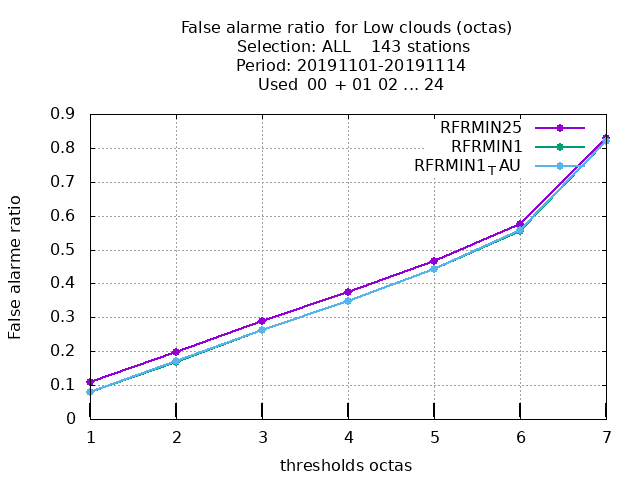 False alarme ratio  for Low clouds (octas)
Selection: ALL    143 stations
Period: 20191101-20191114
Used  00 + 01 02 ... 24
RFRMIN25
RFRMIN1
RFRMIN1TAU
False alarme ratio
0.9
0.8
0.7
0.6
0.5
0.4
0.3
0.2
0.1
0
1 2 3 4 5 6 7
thresholds octas